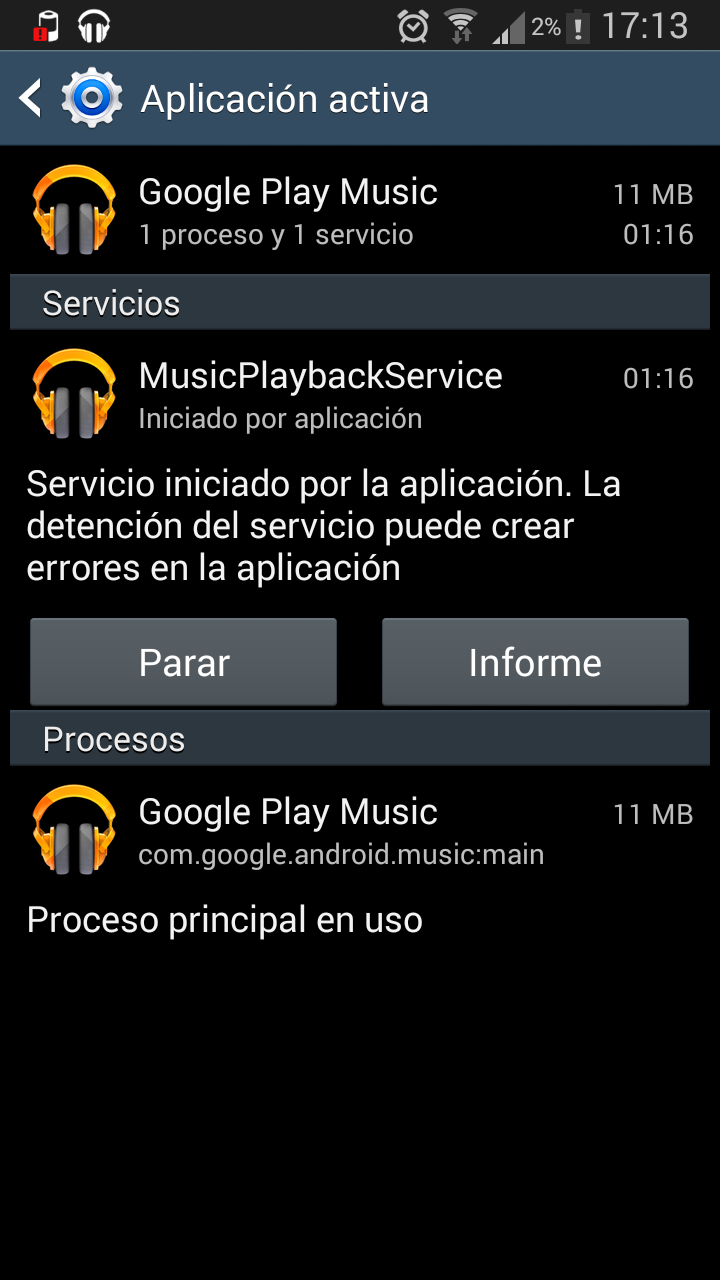 2% 17:13
Aplicación activa
Google Play Music 11 MB
1 proceso y 1 servicio 01:16
Servicios
MusicPlaybackService 01:16
Iniciado por aplicación
Servicio iniciado por la aplicación. La
detención del servicio puede crear
errores en la aplicación
Parar Informe
Procesos
Google Play Music 11 MB
com.google.android.music:main
Proceso principal en uso